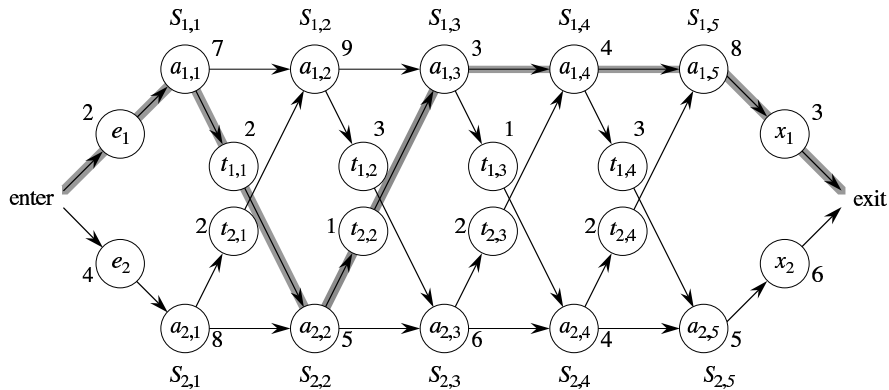 S1,1 S1,2 S1,3 S1,4 S1,5
7 9 3 4 8
a1,1 a1,2 a1,3 a1,4 a1,5
2 3
e1 x1
2 3 1 3
t1,1 t1,2 t1,3 t1,4
enter exit
2 1 2 2
t2,1 t2,2 t2,3 t2,4
e2 x2
4 6
a2,1 a2,2 a2,3 a2,4 a2,5
8 5 6 4 5
S2,1 S2,2 S2,3 S2,4 S2,5